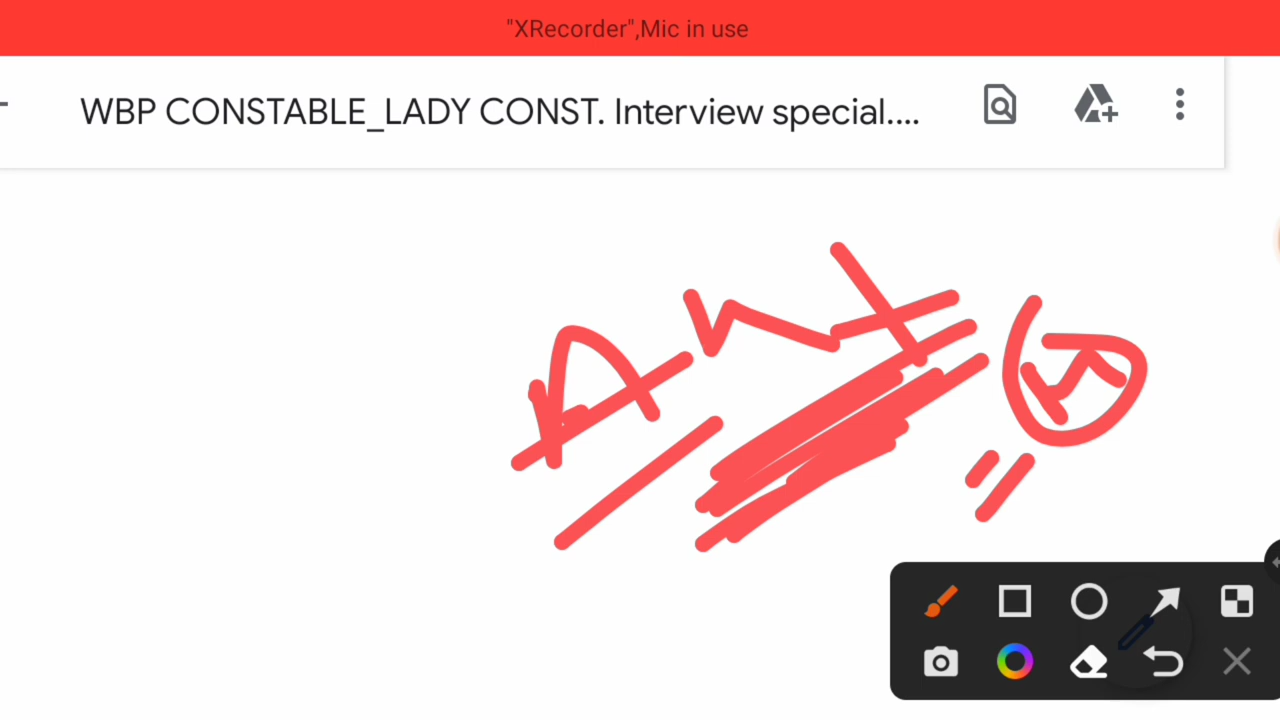 "XRecorder",Mic in use
WBP CONSTABLE_LADY CONST. Interview special....